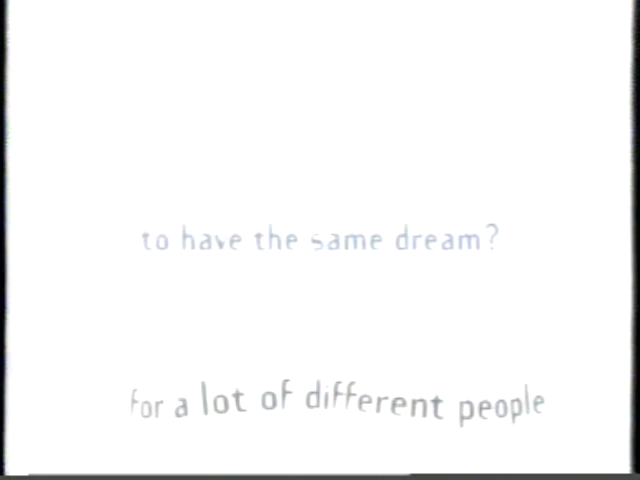 to have the same dream?
for a lot of different people